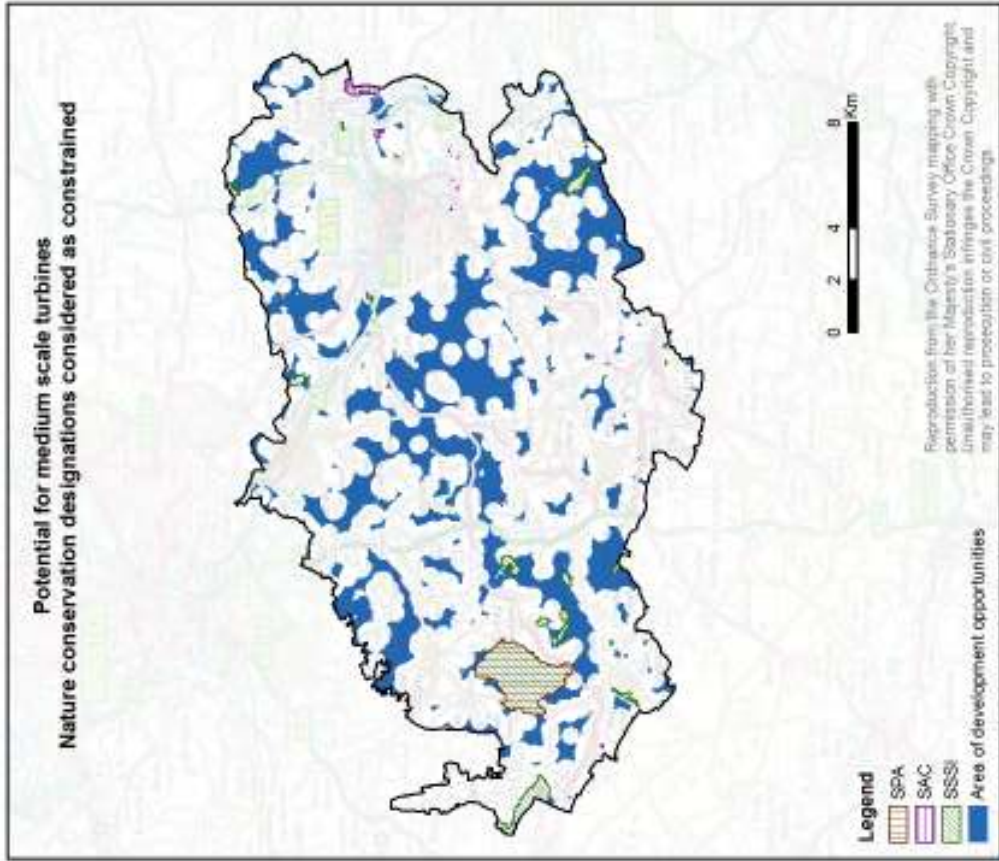 Potential for medium scale turbines
Nature conservation designations considered as constrained
0 2 4 8
Km
Reproduction from the Ordnance Survey mapping with
permission of her Majesty's Stationary Office Crown Copyright.
Unauthorised reproduction infringes the Crown Copyright and
may lead to prosecution or civil proceedings
Legend
SPA
SAC
SSSI
Area of development opportunities